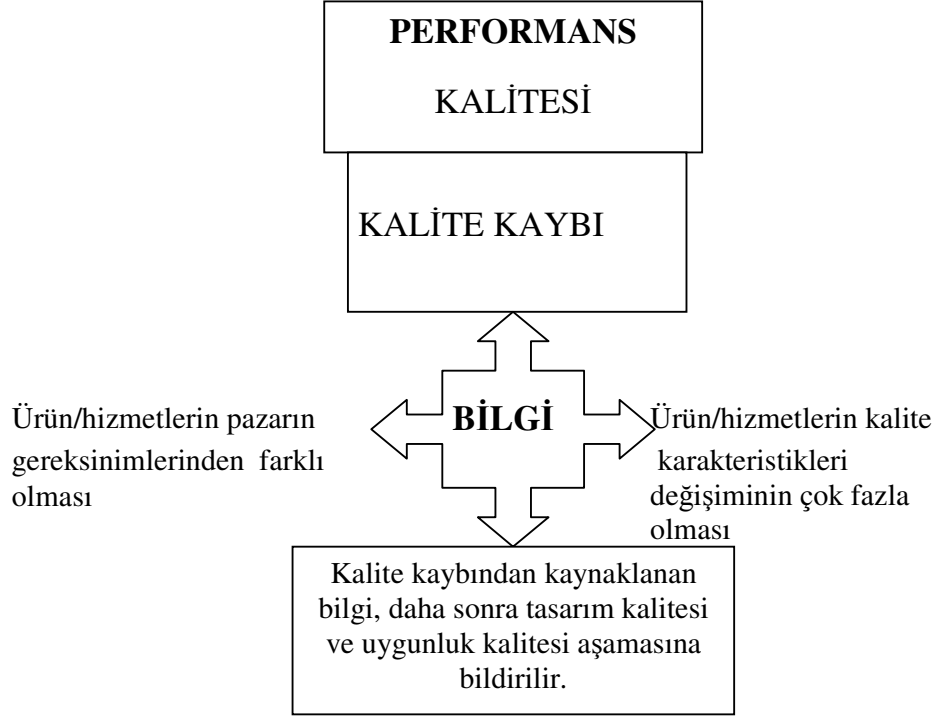 PERFORMANS
KALİTESİ
KALİTE KAYBI
Ürün/hizmetlerin pazarın
gereksinimlerinden farklı
olması
BİLGİ
Ürün/hizmetlerin kalite
karakteristikleri
değişiminin çok fazla
olması
Kalite kaybından kaynaklanan
bilgi, daha sonra tasarım kalitesi
ve uygunluk kalitesi aşamasına
bildirilir.